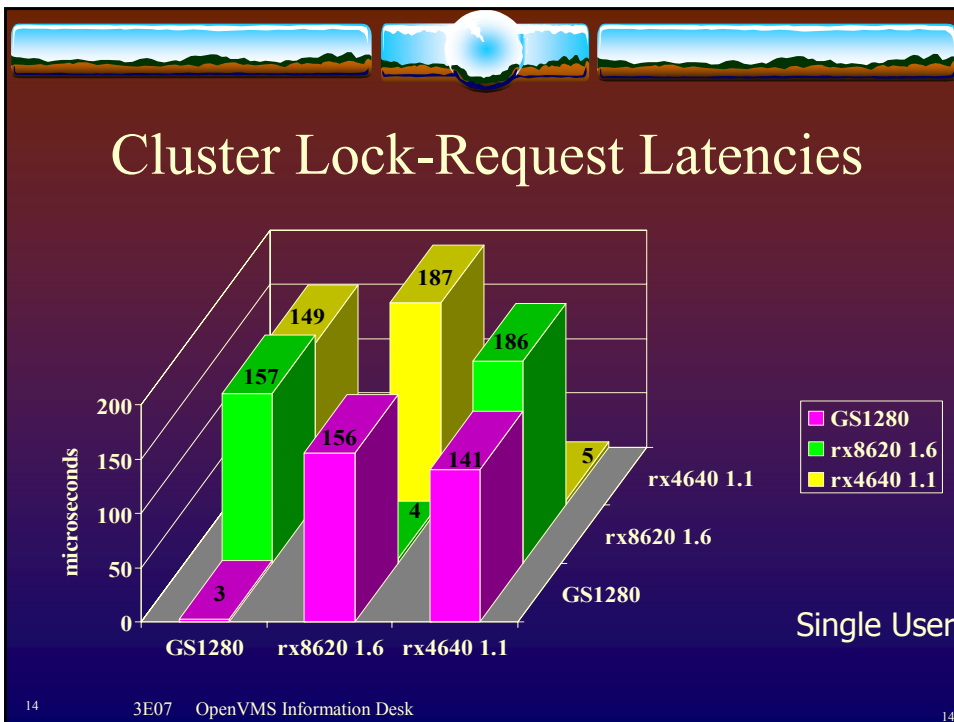 Cluster Lock-Request Latencies
187
149
186
157
200
156
150
141
5
rx4640 1.1
100
4
rx8620 1.6
50
3
GS1280
0
microseconds
GS1280 rx8620 1.6 rx4640 1.1
GS1280
rx8620 1.6
rx4640 1.1
Single User
14 3E07 OpenVMS Information Desk 14